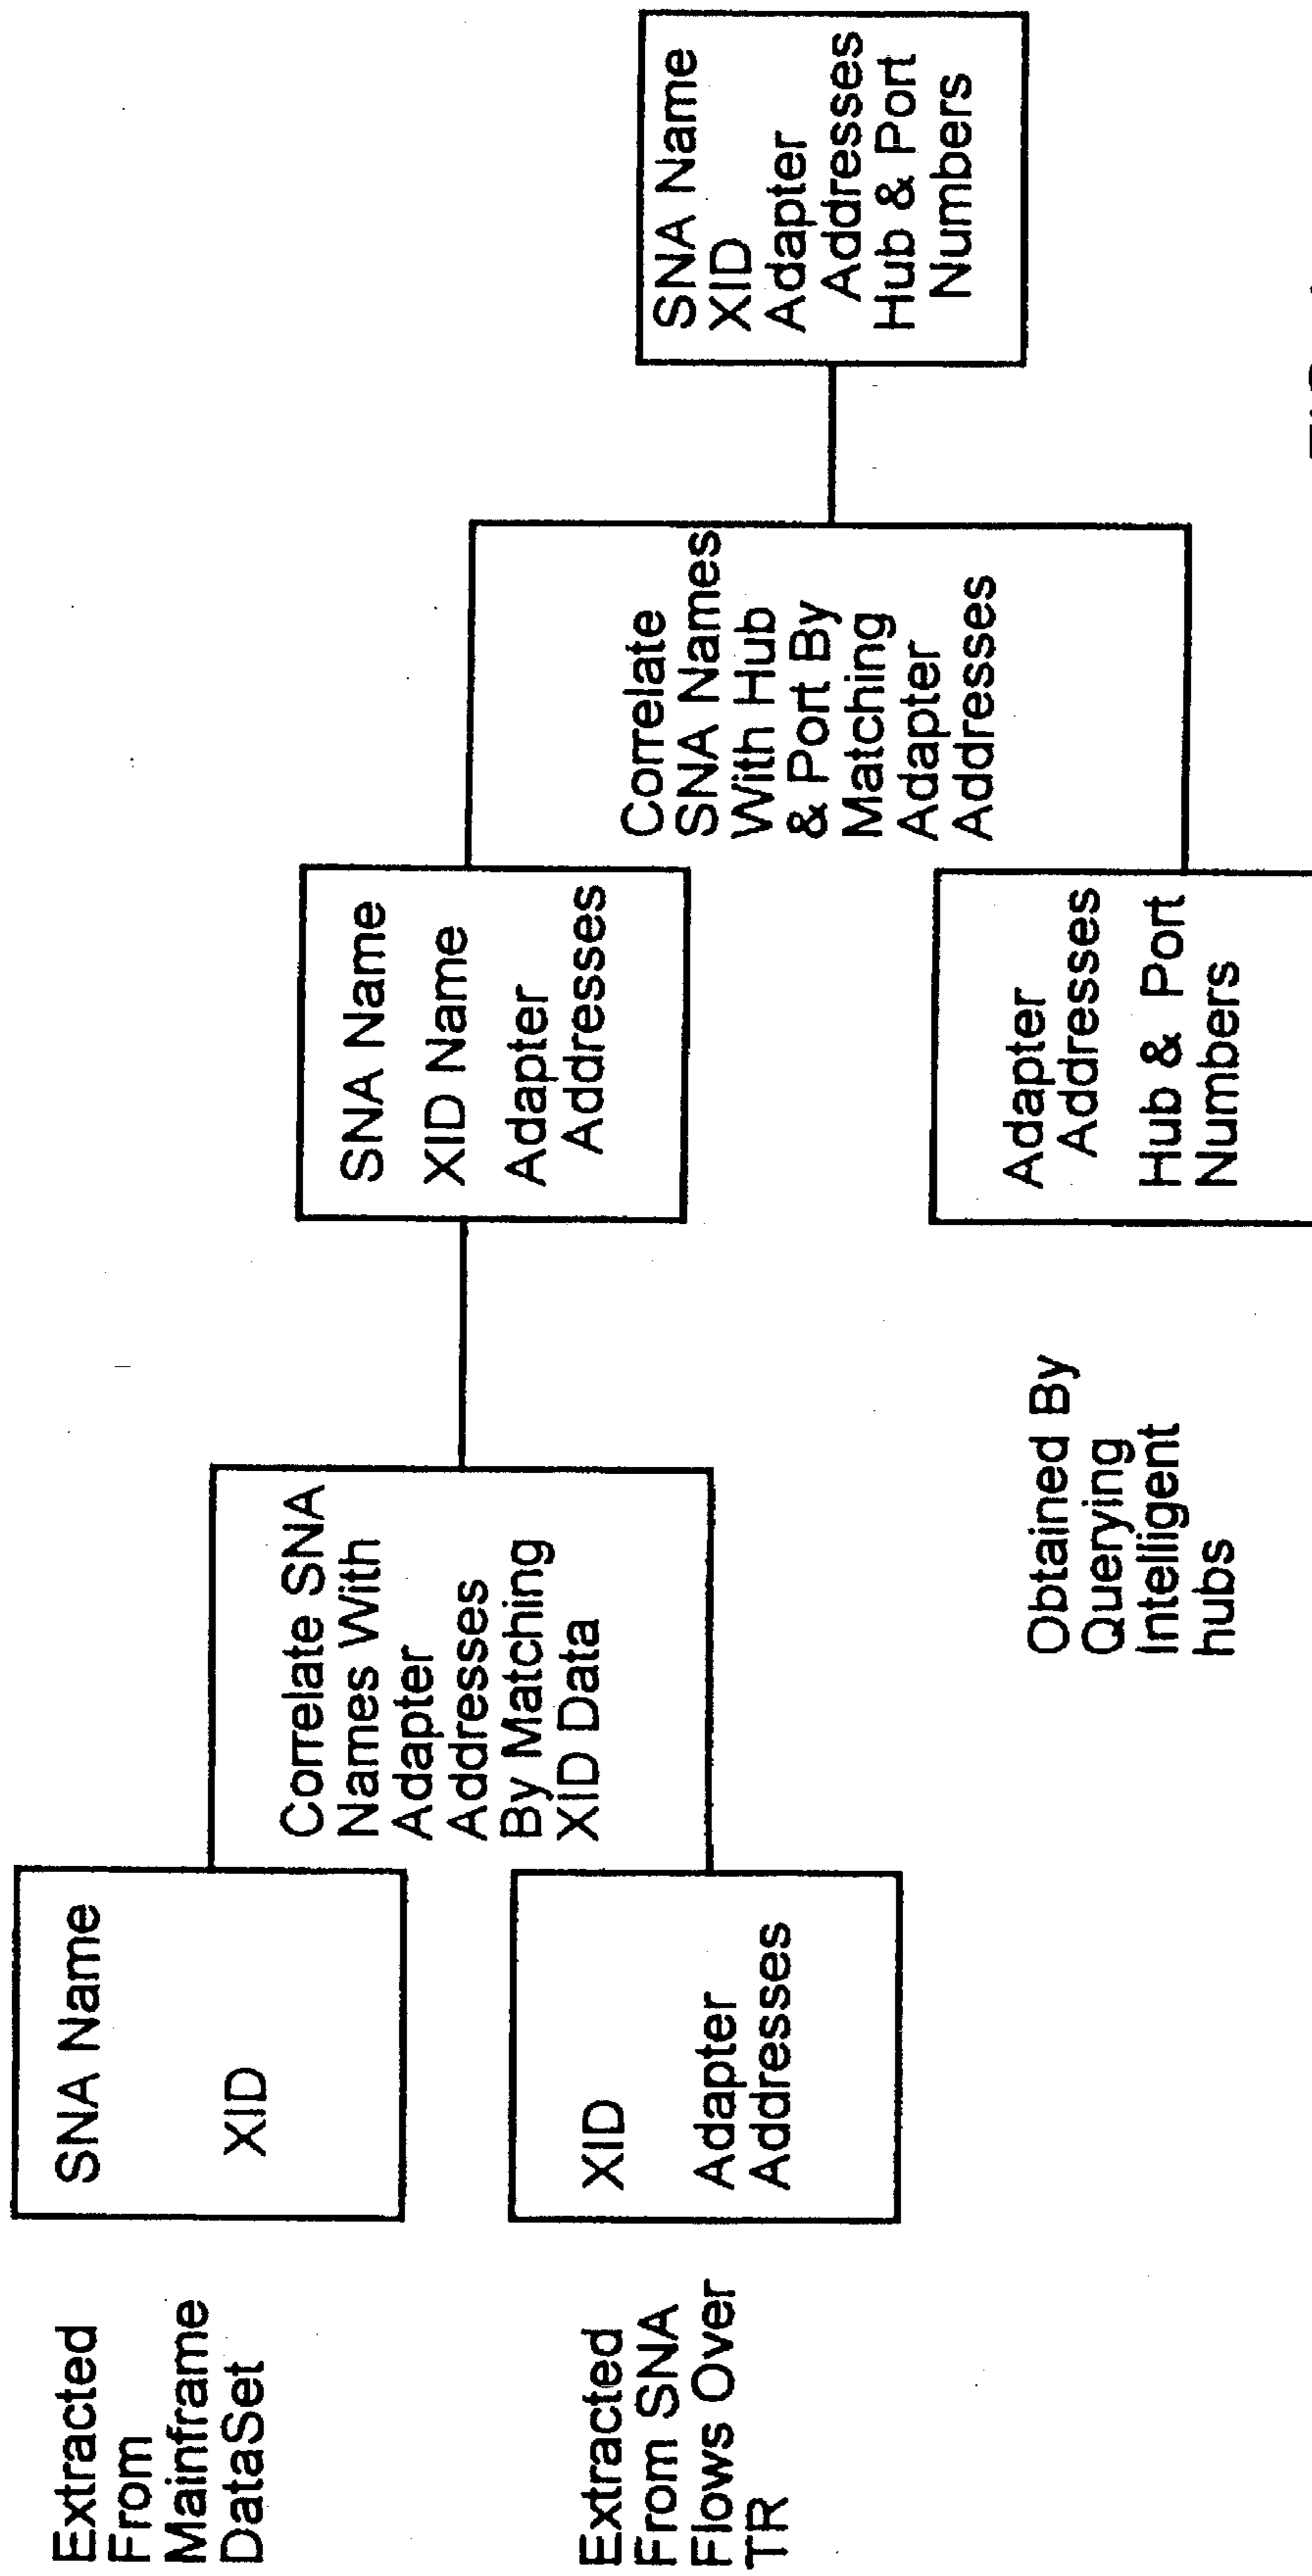 Extracted
From
Mainframe
DataSet
SNA Name
XID
Extracted
From SNA
Flows Over
TR
XID
Adapter
Addresses
Correlate SNA
Names With
Adapter
Addresses
By Matching
XID Data
SNA Name
XID Name
Adapter
Addresses
Obtained By
Querying
Intelligent
hubs
Adapter
Addresses
Hub & Port
Numbers
Correlate
SNA Names
With Hub
& Port By
Matching
Adapter
Addresses
SNA Name
XID
Adapter
Addresses
Hub & Port
Numbers